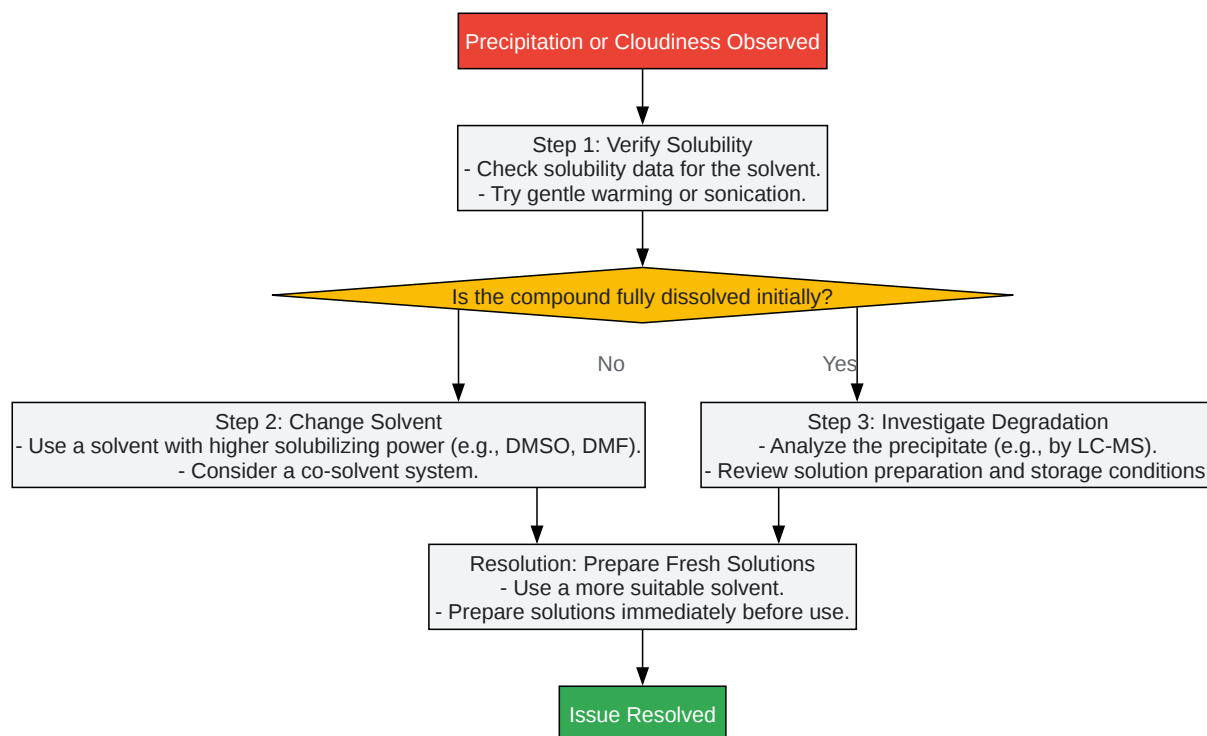 Precipitation or Cloudiness Observed
Step 1: Verify Solubility
- Check solubility data for the solvent.
- Try gentle warming or sonication.
Is the compound fully dissolved initially?
No
Yes
Step 2: Change Solvent
- Use a solvent with higher solubilizing power (e.g., DMSO, DMF).
- Consider a co-solvent system.
Step 3: Investigate Degradation
- Analyze the precipitate (e.g., by LC-MS).
- Review solution preparation and storage conditions.
Resolution: Prepare Fresh Solutions
- Use a more suitable solvent.
- Prepare solutions immediately before use.
Issue Resolved